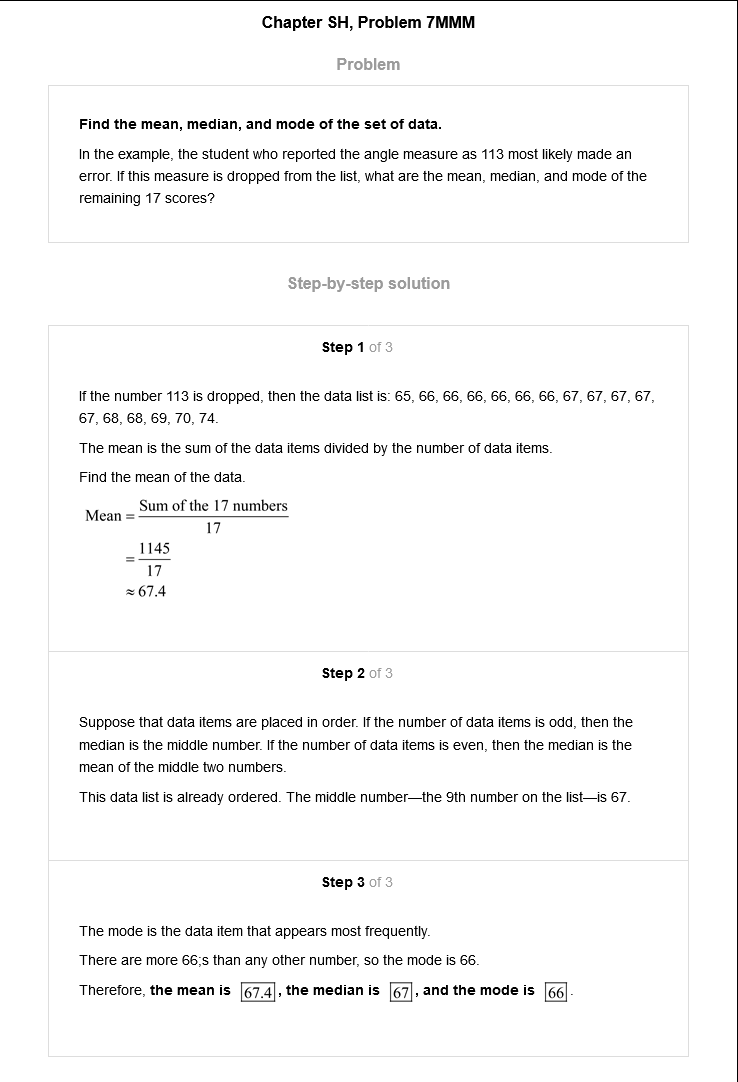 Chapter SH, Problem 7MMM
Problem
Find the mean, median, and mode of the set of data.
In the example, the student who reported the angle measure as 113 most likely made an
error. If this measure is dropped from the list, what are the mean, median, and mode of the
remaining 17 scores?
Step-by-step solution
Step 1 of 3
If the number 113 is dropped, then the data list is: 65, 66, 66, 66, 66, 66, 66, 67, 67, 67, 67,
67, 68, 68, 69, 70, 74.
The mean is the sum of the data items divided by the number of data items.
Find the mean of the data.
Mean = Sum of the 17 numbers
17
= 1145
17
≈ 67.4
Step 2 of 3
Suppose that data items are placed in order. If the number of data items is odd, then the
median is the middle number. If the number of data items is even, then the median is the
mean of the middle two numbers.
This data list is already ordered. The middle number—the 9th number on the list—is 67.
Step 3 of 3
The mode is the data item that appears most frequently.
There are more 66;s than any other number, so the mode is 66.
Therefore, the mean is 67.4, the median is 67, and the mode is 66.